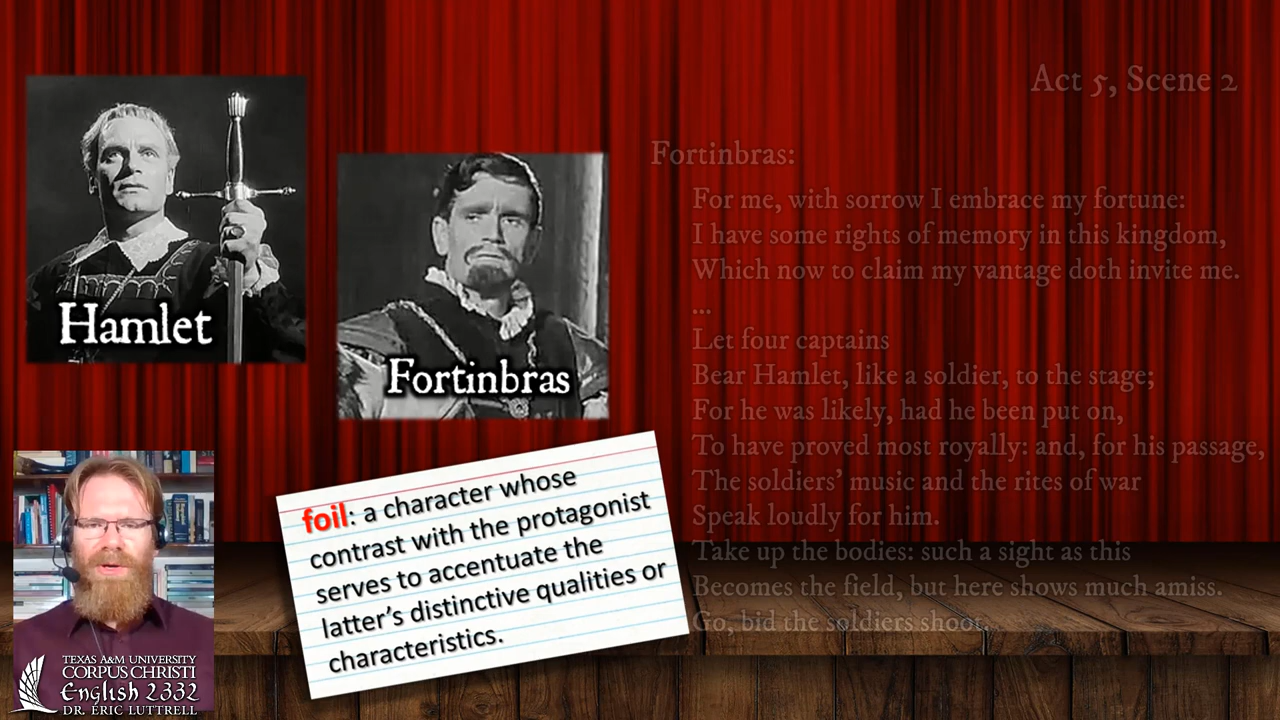 Act 5, Scene 2
Fortinbras:
For me, with sorrow I embrace my fortune:
I have some rights of memory in this kingdom,
Which now to claim my vantage doth invite me.
...
Let four captains
Bear Hamlet, like a soldier, to the stage;
For he was likely, had he been put on,
To have proved most royally: and, for his passage,
The soldiers' music and the rites of war
Speak loudly for him.
Take up the bodies: such a sight as this
Becomes the field, but here shows much amiss.
Go, bid the soldiers shoot.
Hamlet
Fortinbras
foil: a character whose
contrast with the protagonist
serves to accentuate the
latter's distinctive qualities or
characteristics.
TEXAS A&M UNIVERSITY
CORPUS CHRISTI
English 2332
DR. ERIC LUTTRELL